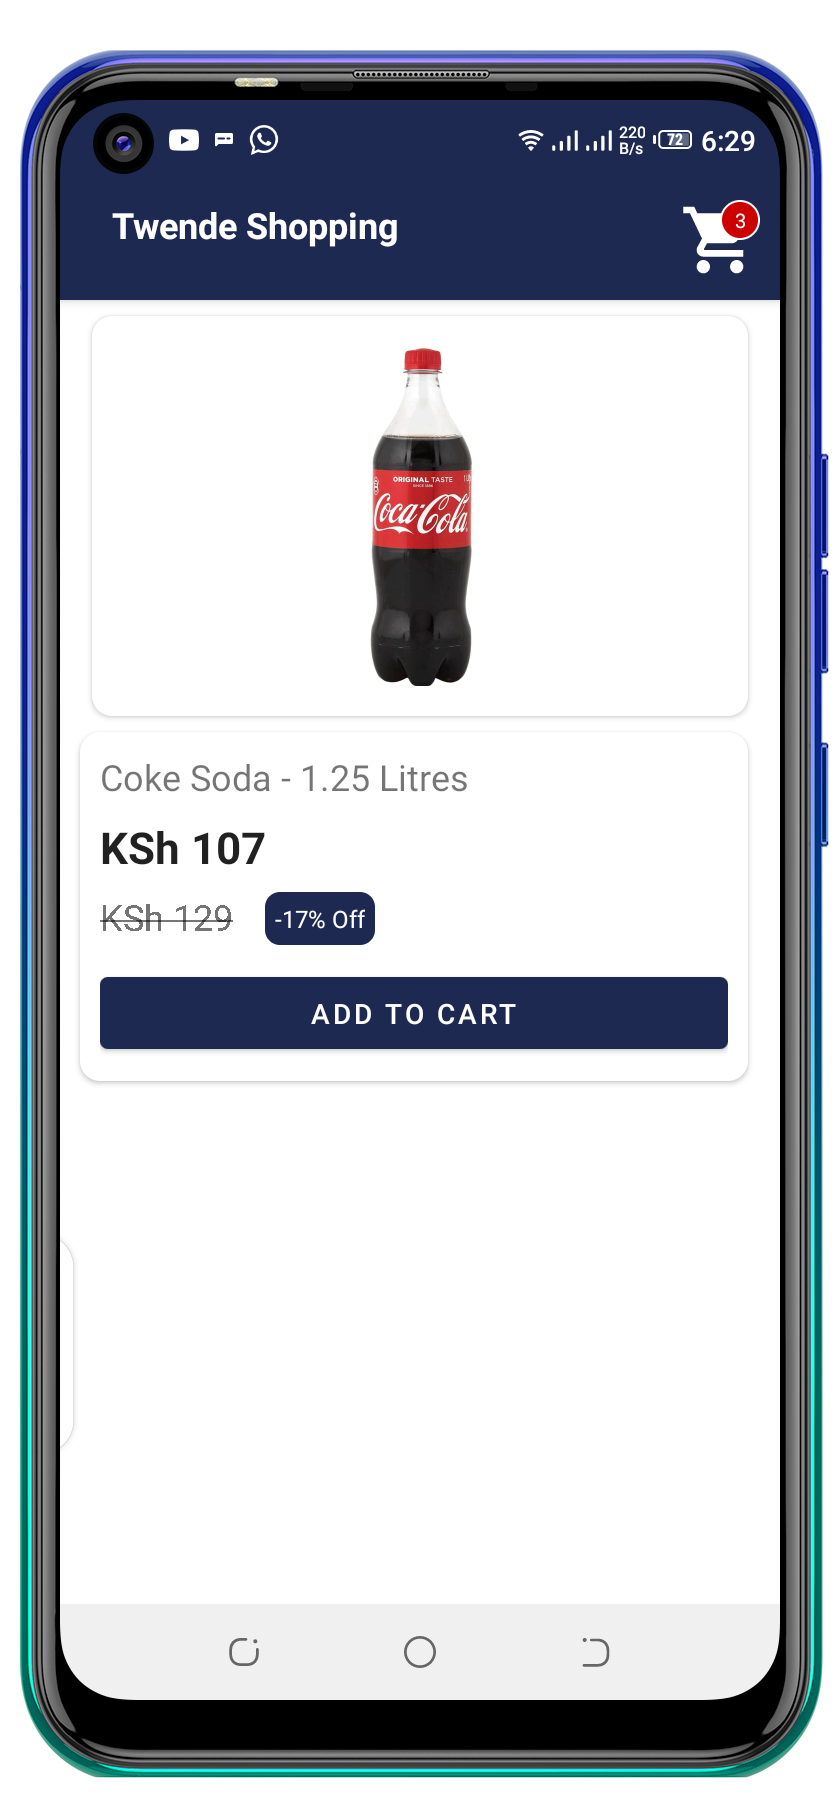 220
B/s
72
6:29
Twende Shopping
3
ORIGINAL TASTE
Coca-Cola
Coke Soda - 1.25 Litres
KSh 107
KSh 129
-17% Off
ADD TO CART